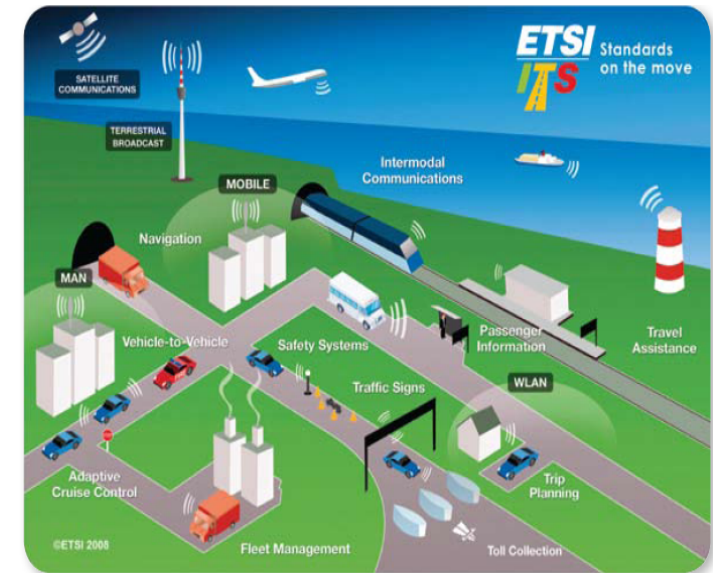 ETSI
ITS
Standards
on the move
SATELLITE
COMMUNICATIONS
TERRESTRIAL
BROADCAST
Intermodal
Communications
MOBILE
Navigation
MAN
Vehicle-to-Vehicle
Safety Systems
Passenger
Information
Travel
Assistance
Traffic Signs
WLAN
Adaptive
Cruise Control
Trip
Planning
©ETSI 2008
Fleet Management
Toll Collection